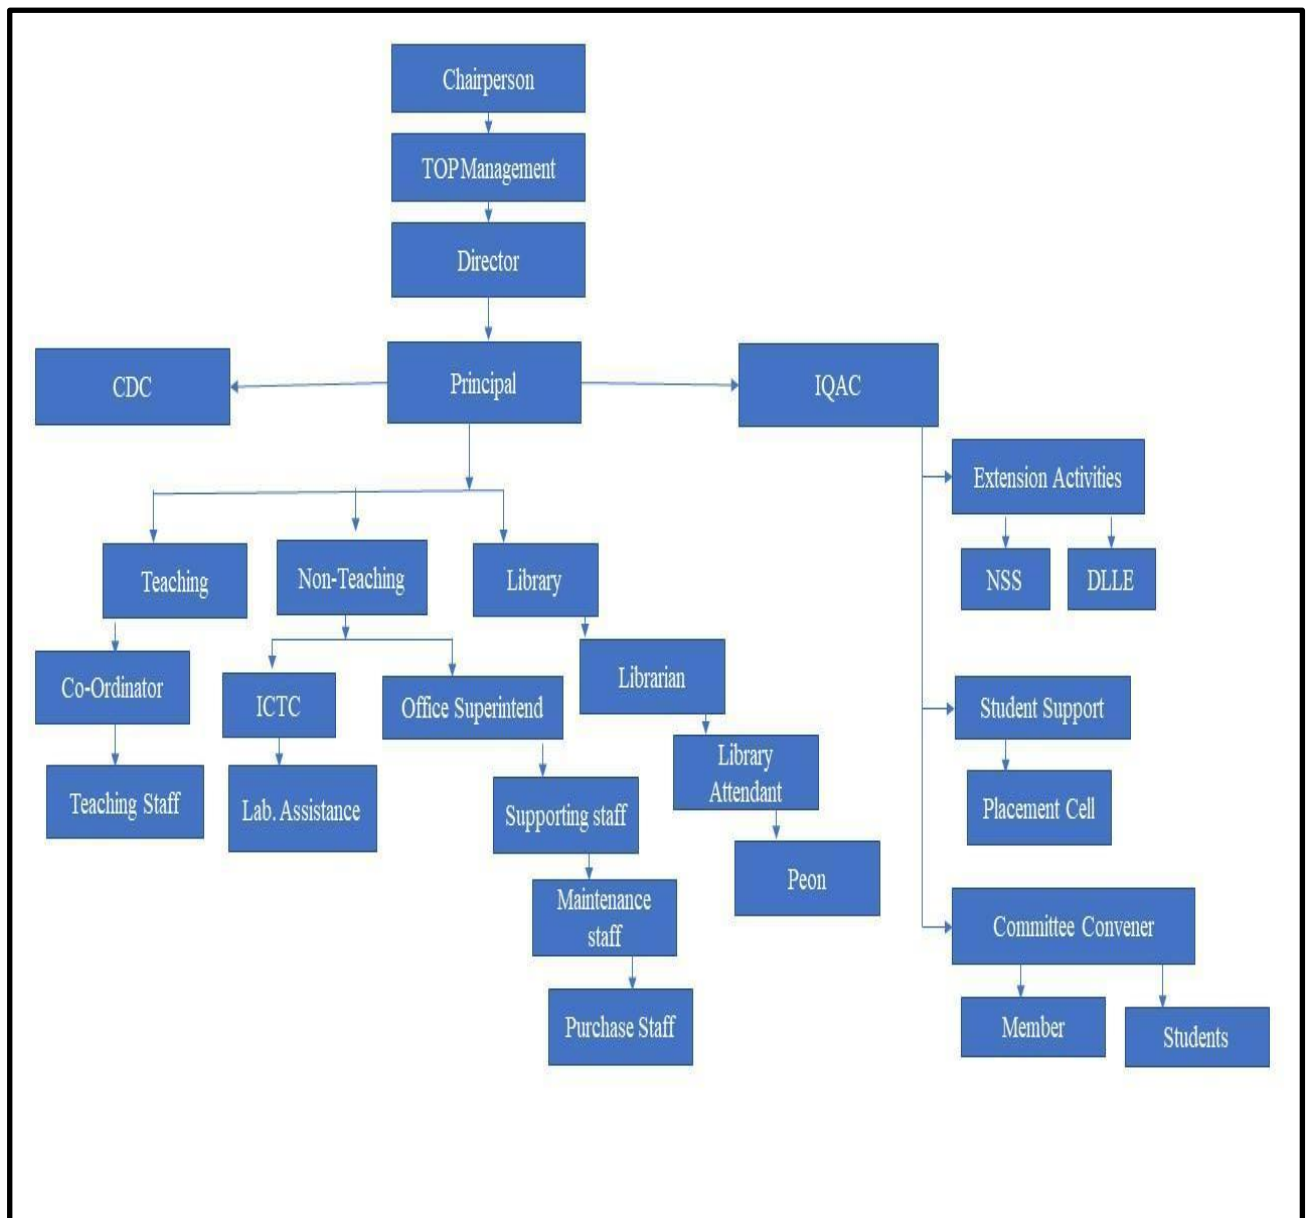 Chairperson
TOP Management
Director
CDC
Principal
IQAC
Extension Activities
NSS
DLLE
Teaching
Non-Teaching
Library
Co-Ordinator
ICTC
Office Superintend
Librarian
Student Support
Teaching Staff
Lab. Assistance
Supporting staff
Library
Attendant
Placement Cell
Maintenance
staff
Peon
Committee Convener
Purchase Staff
Member
Students